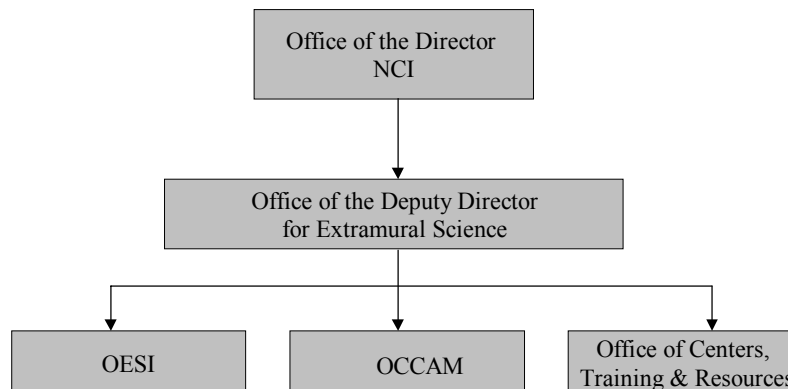 Office of the Director
NCI
Office of the Deputy Director
for Extramural Science
OESI
OCCAM
Office of Centers,
Training & Resources